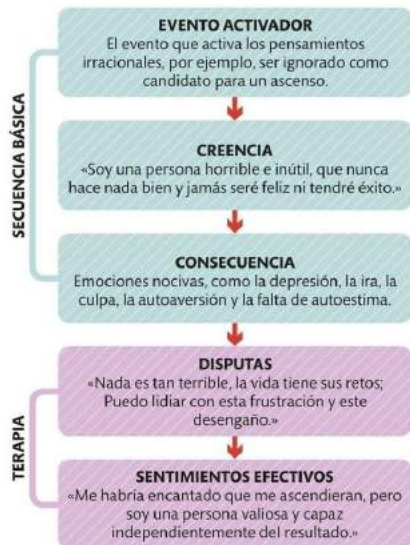 EVENTO ACTIVADOR
El evento que activa los pensamientos
irracionales, por ejemplo, ser ignorado como
candidato para un ascenso.
CREENCIA
«Soy una persona horrible e inútil, que nunca
hace nada bien y jamás seré feliz ni tendré éxito.»
CONSECUENCIA
Emociones nocivas, como la depresión, la ira, la
culpa, la autoaversión y la falta de autoestima.
SECUENCIA BÁSICA
DISPUTAS
«Nada es tan terrible, la vida tiene sus retos;
Puedo lidiar con esta frustración y este
desengaño.»
SENTIMIENTOS EFECTIVOS
«Me habría encantado que me ascendieran, pero
soy una persona valiosa y capaz
independientemente del resultado.»
TERAPIA